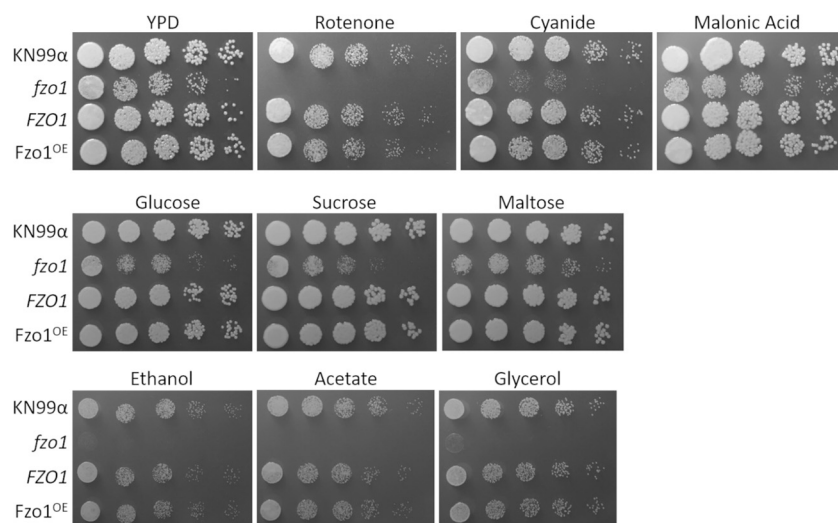 YPD Rotenone Cyanide Malonic Acid
KN99α
fzo1
FZO1
Fzo1OE
Glucose Sucrose Maltose
KN99α
fzo1
FZO1
Fzo1OE
Ethanol Acetate Glycerol
KN99α
fzo1
FZO1
Fzo1OE